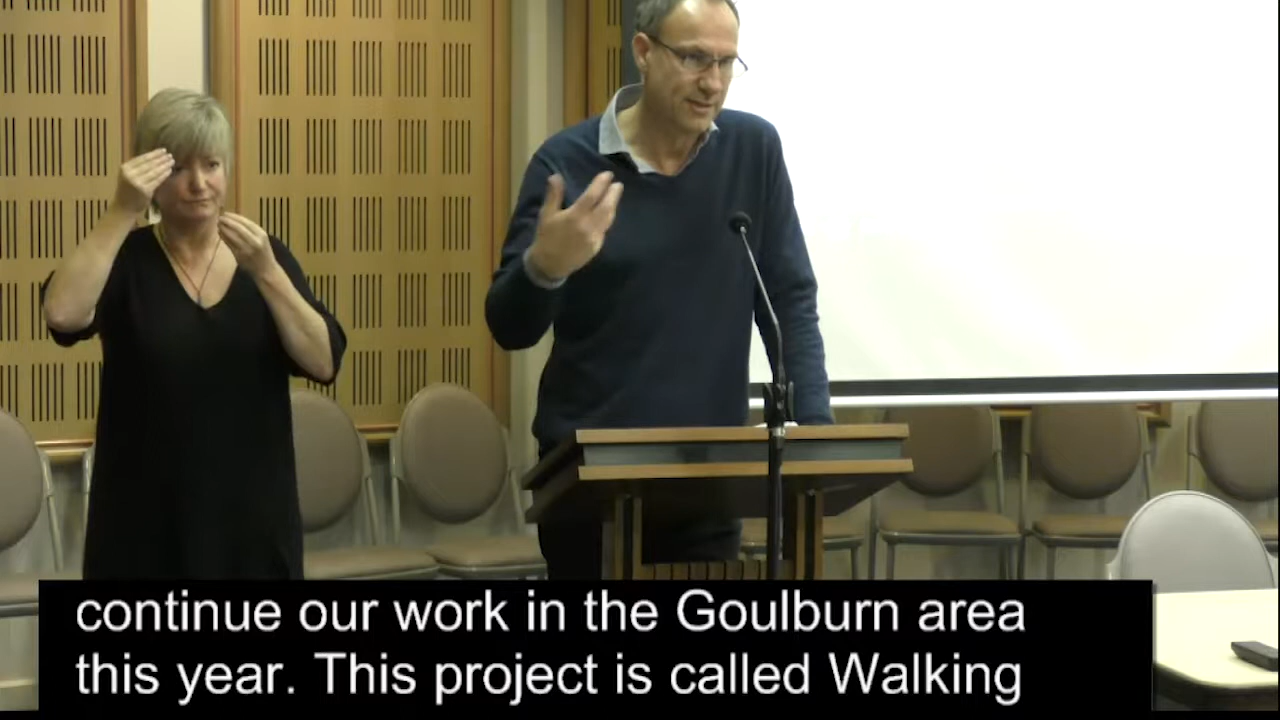 continue our work in the Goulburn area
this year. This project is called Walking